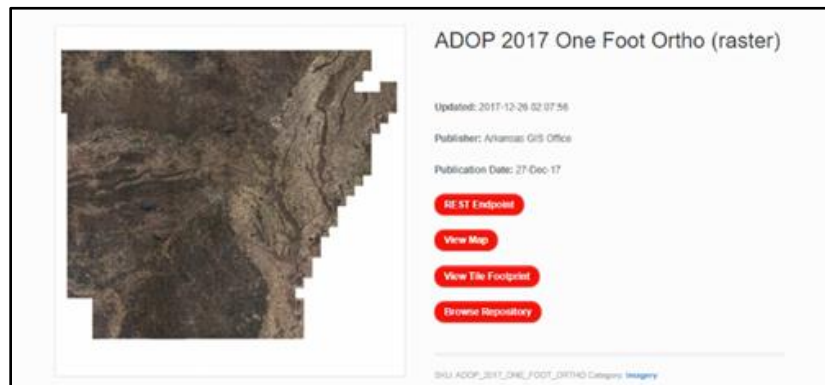 ADOP 2017 One Foot Ortho (raster)
Updated: 2017-12-26 02:07:56
Publisher: Arkansas GIS Office
Publication Date: 27-Dec-17
REST Endpoint
View Map
View Tile Footprint
Browse Repository
SKU: ADOP_2017_ONE_FOOT_ORTHO Category: Imagery